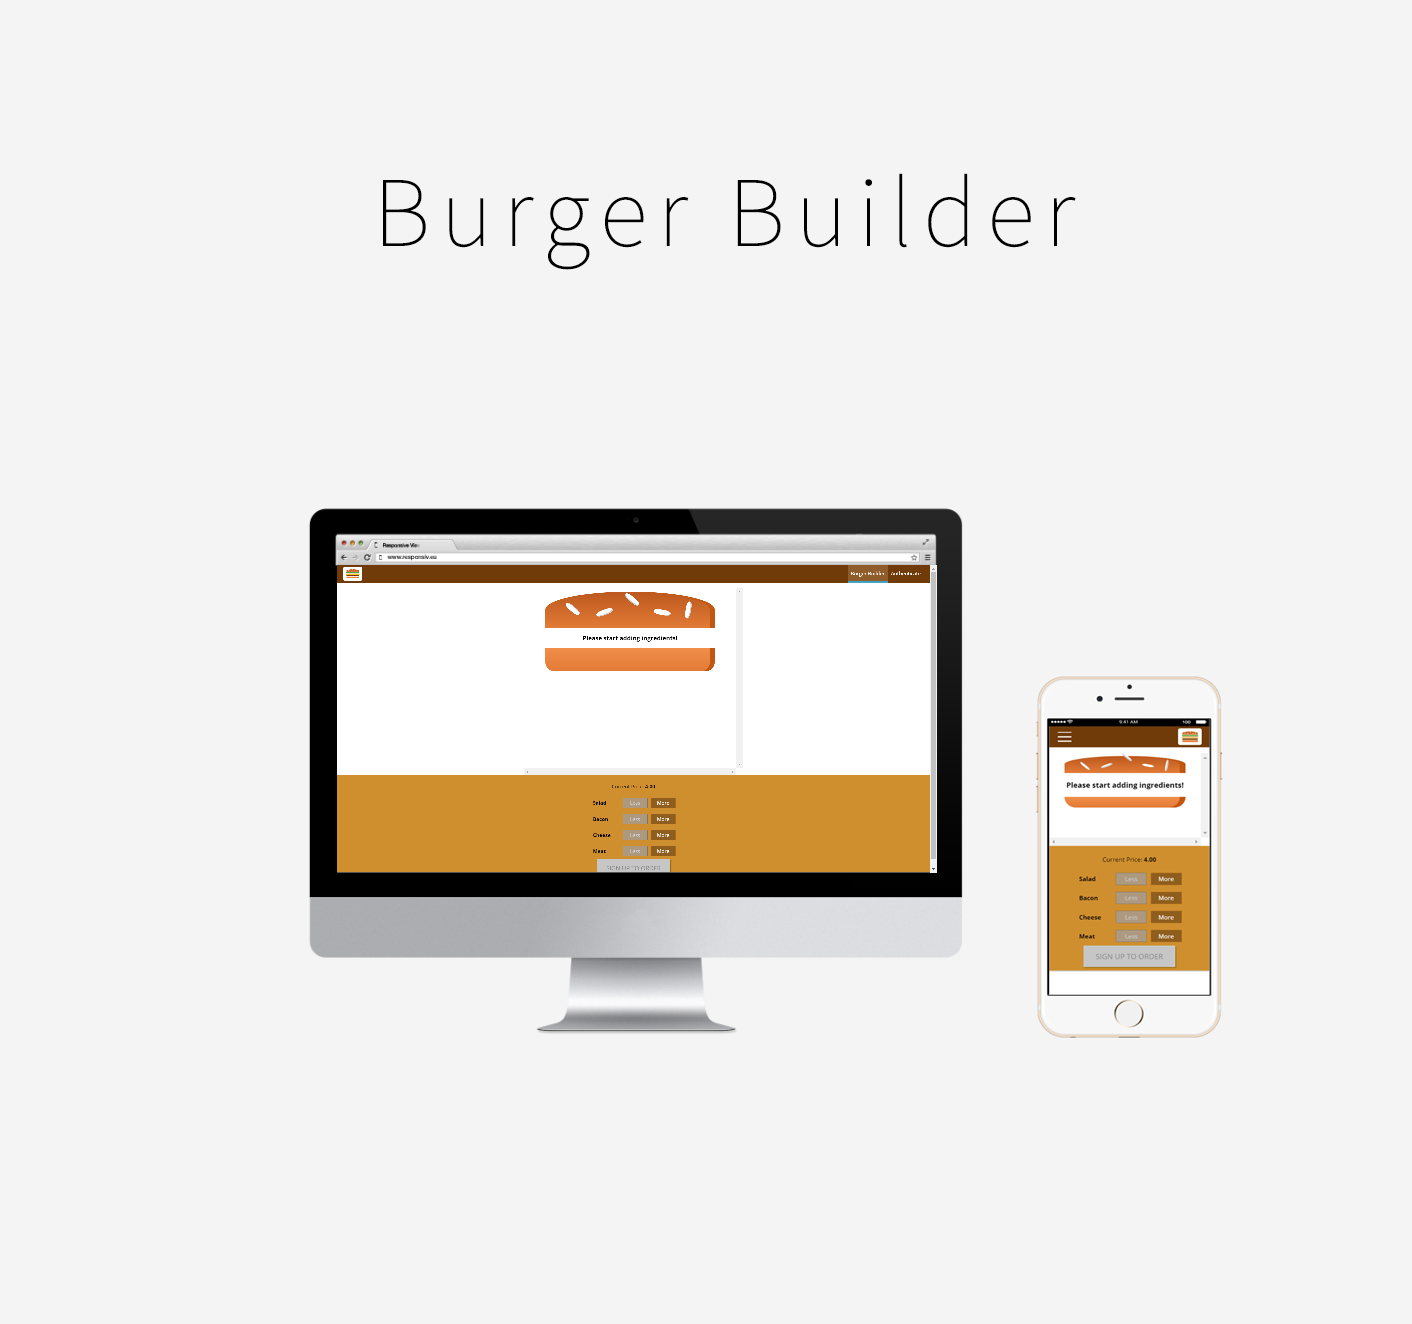 Burger Builder
Responsive Vie
www.responsiv.eu
Burger Builder Authenticate
Please start adding ingredients!
Current Price: 4.00
Salad Less More
Bacon Less More
Cheese Less More
Meat Less More
SIGN UP TO ORDER
9:41 AM 100
Please start adding ingredients!
Current Price: 4.00
Salad Less More
Bacon Less More
Cheese Less More
Meat Less More
SIGN UP TO ORDER